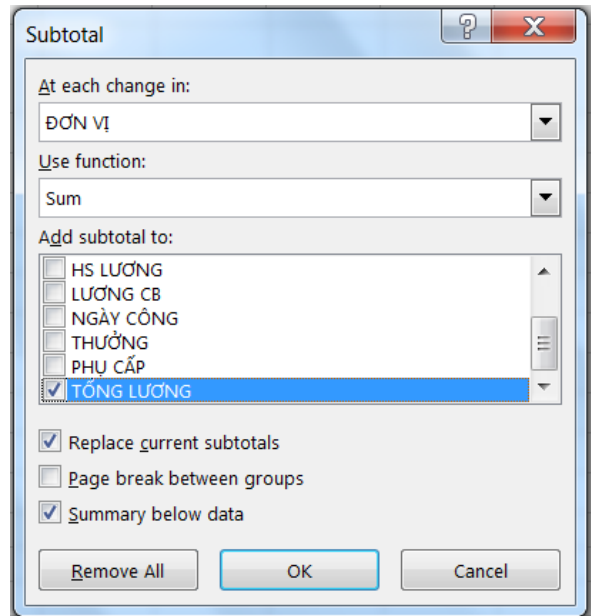 Subtotal
At each change in:
ĐƠN VỊ
Use function:
Sum
Add subtotal to:
HS LƯƠNG
LƯƠNG CB
NGÀY CÔNG
THƯỞNG
PHỤ CẤP
TỔNG LƯƠNG
Replace current subtotals
Page break between groups
Summary below data
Remove All
OK
Cancel